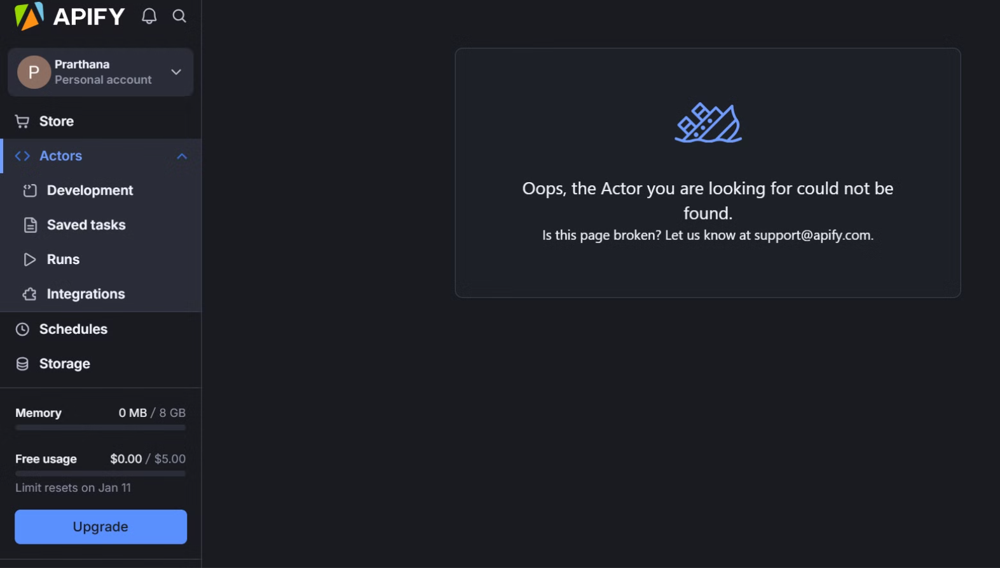 APIFY
P
Prarthana
Personal account
Store
Actors
Development
Saved tasks
Runs
Integrations
Schedules
Storage
Memory 0 MB / 8 GB
Free usage $0.00 / $5.00
Limit resets on Jan 11
Upgrade
Oops, the Actor you are looking for could not be
found.
Is this page broken? Let us know at support@apify.com.